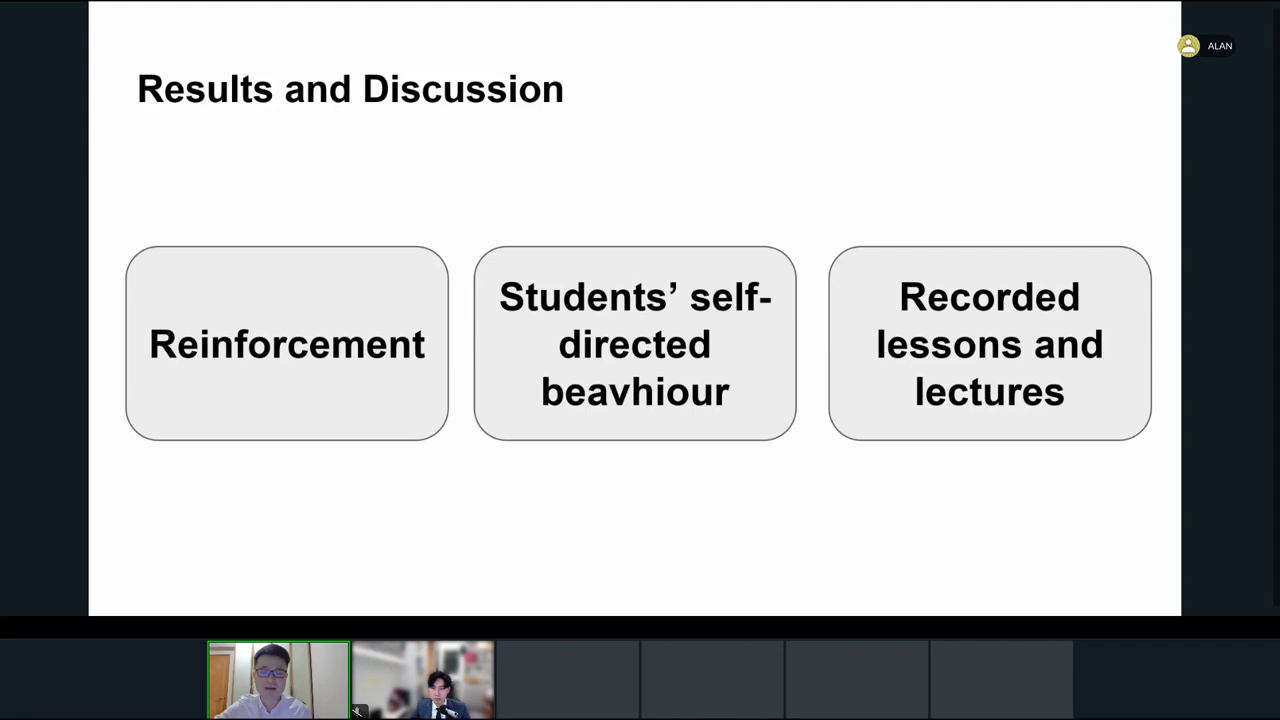 Results and Discussion
ALAN
Reinforcement
Students’ self-
directed
beavhiour
Recorded
lessons and
lectures